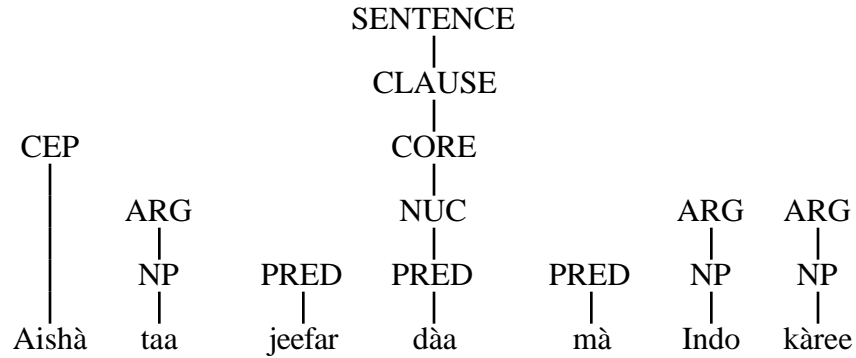 SENTENCE
CLAUSE
CEP CORE
ARG NUC ARG ARG
NP PRED PRED PRED NP NP
Aishà taa jeefar dàa mà Indo kàree